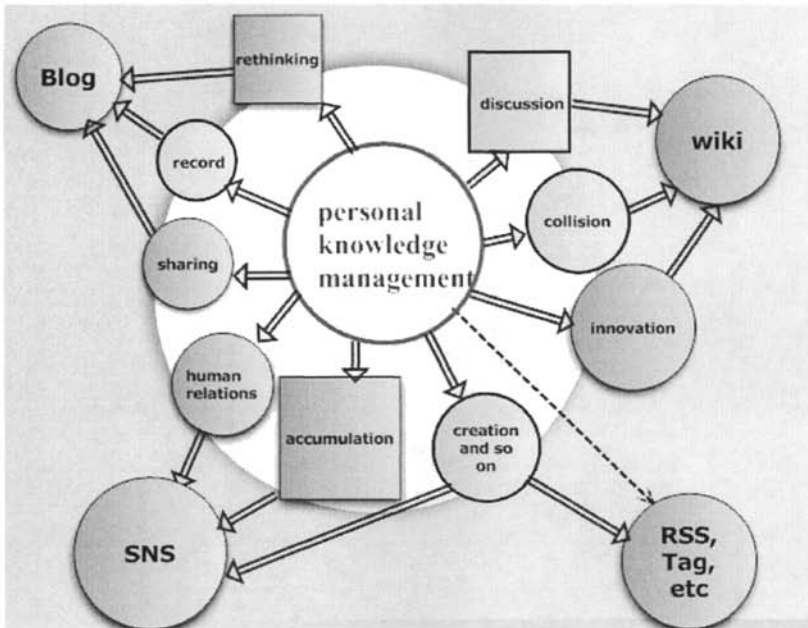 Blog
rethinking
discussion
wiki
record
personal
knowledge
management
collision
sharing
innovation
human
relations
accumulation
creation
and so
on
SNS
RSS,
Tag,
etc